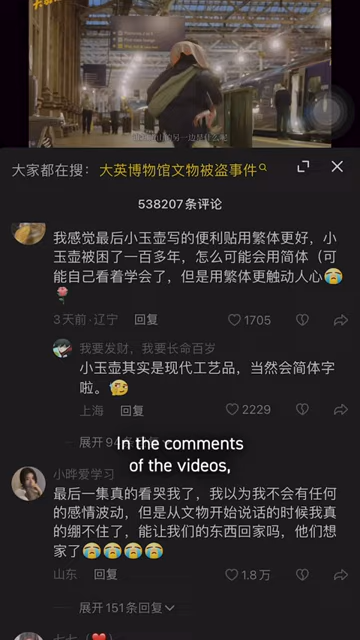 大家都在搜：大英博物馆文物被盗事件
538207条评论
我感觉最后小玉壶写的便利贴用繁体更好，小
玉壶被困了一百多年，怎么可能会用简体（可
能自己看着学会了，但是用繁体更触动人心😭
🌹
3天前·辽宁 回复 1705
我要发财，我要长命百岁
小玉壶其实是现代工艺品，当然会简体字
啦。🤣
上海 回复 2229
展开94
In the comments
of the videos,
小晔爱学习
最后一集真的看哭我了，我以为我不会有任何
的感情波动，但是从文物开始说话的时候我真
的绷不住了，能让我们的东西回家吗，他们想
家了😭😭😭😭
山东 回复 1.8万
展开151条回复